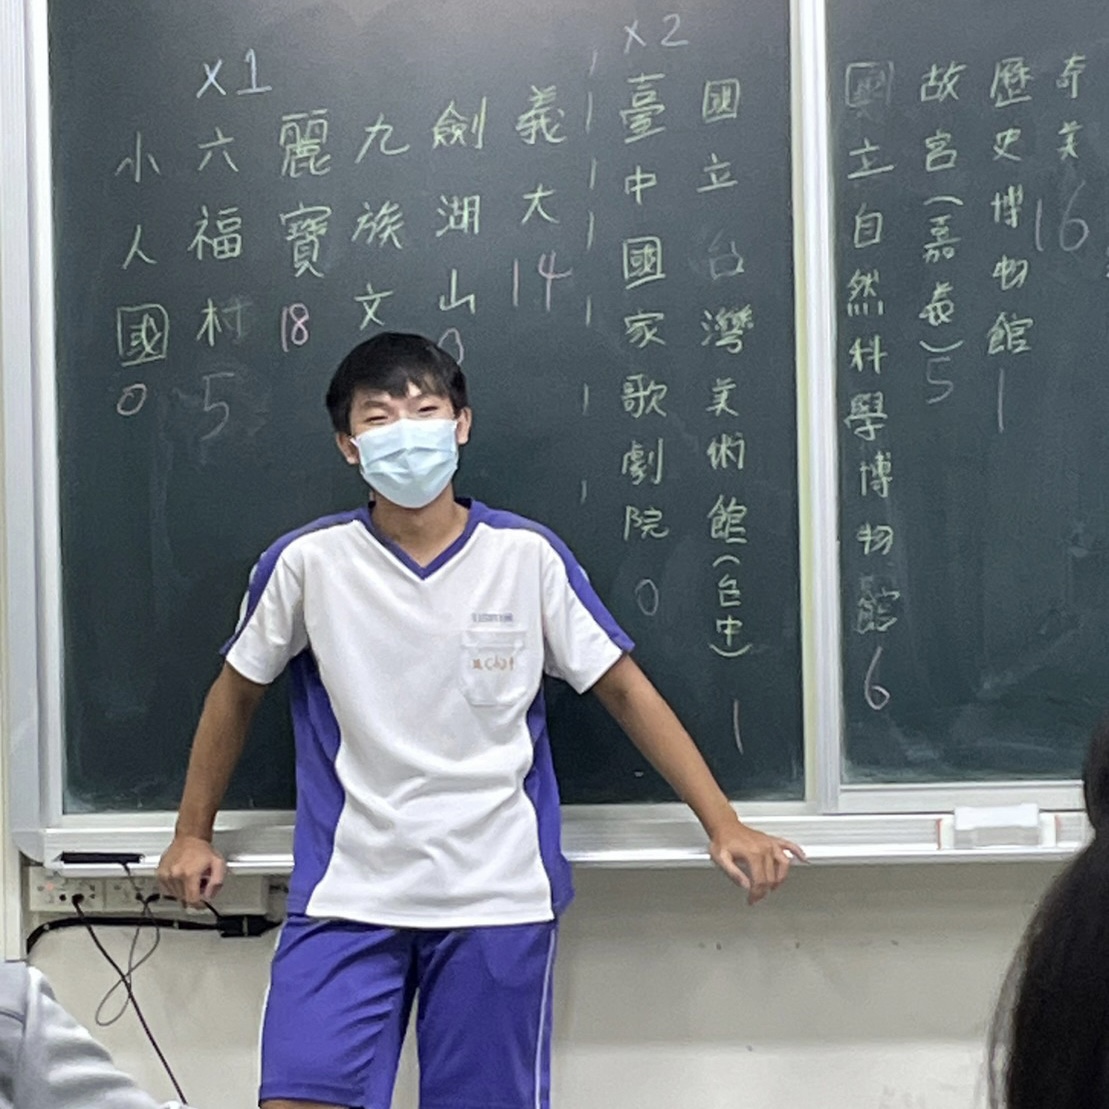 奇美 16
歷史博物館 1
故宮(嘉義) 5
國立自然科學博物館 6
國立台灣美術館(台中) 1
x2
臺中國家歌劇院 0
義大 14
劍湖山 0
九族文
麗寶 18
x1
六福村 5
小人國 0